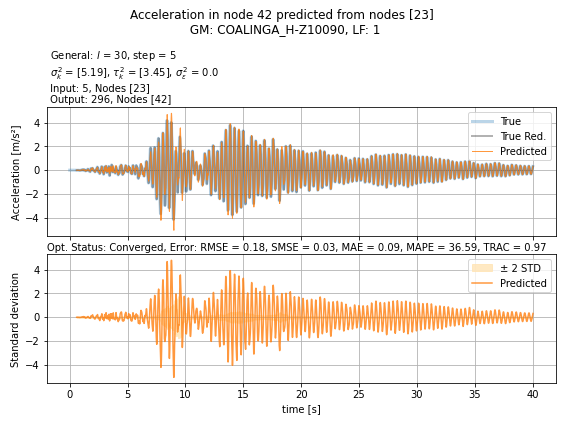 Acceleration in node 42 predicted from nodes [23]
GM: COALINGA_H-Z10090, LF: 1
General: l = 30, step = 5
σ²ₖ = [5.19], τ²ₖ = [3.45], σ²ε = 0.0
Input: 5, Nodes [23]
Output: 296, Nodes [42]
Acceleration [m/s²]
4
2
0
−2
−4
True
True Red.
Predicted
Opt. Status: Converged, Error: RMSE = 0.18, SMSE = 0.03, MAE = 0.09, MAPE = 36.59, TRAC = 0.97
Standard deviation
4
2
0
−2
−4
± 2 STD
Predicted
0 5 10 15 20 25 30 35 40
time [s]